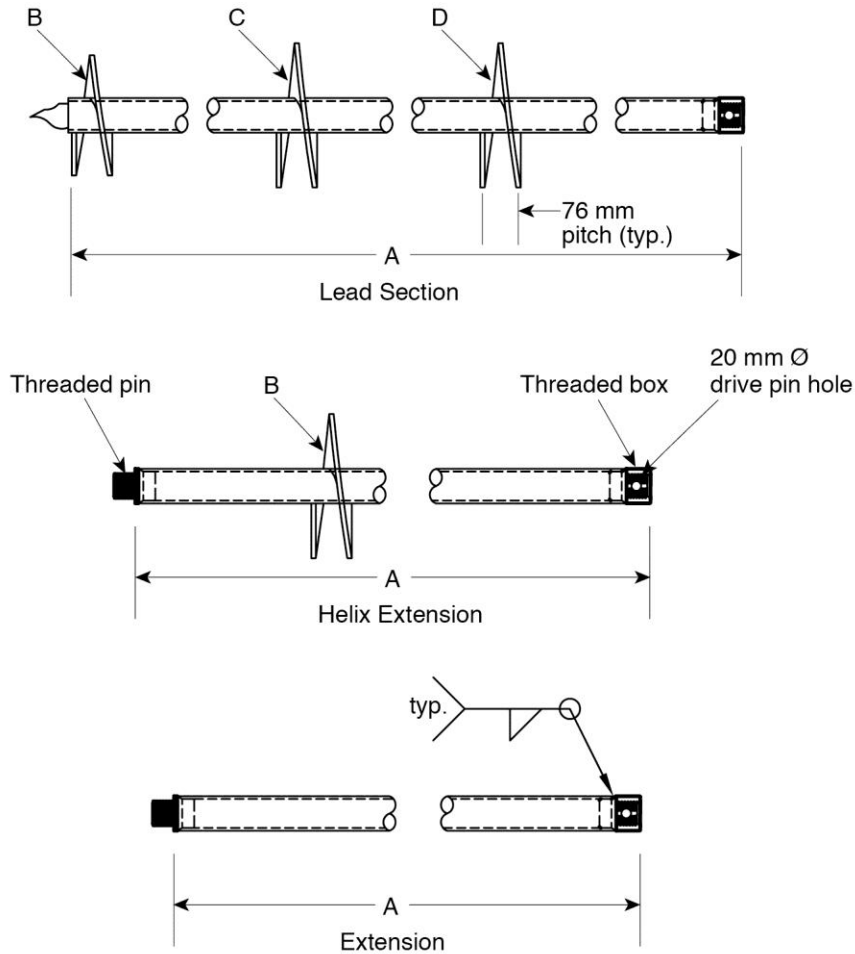 B
C
D
76 mm
pitch (typ.)
A
Lead Section
Threaded pin
B
Threaded box
20 mm Ø
drive pin hole
A
Helix Extension
typ.
A
Extension